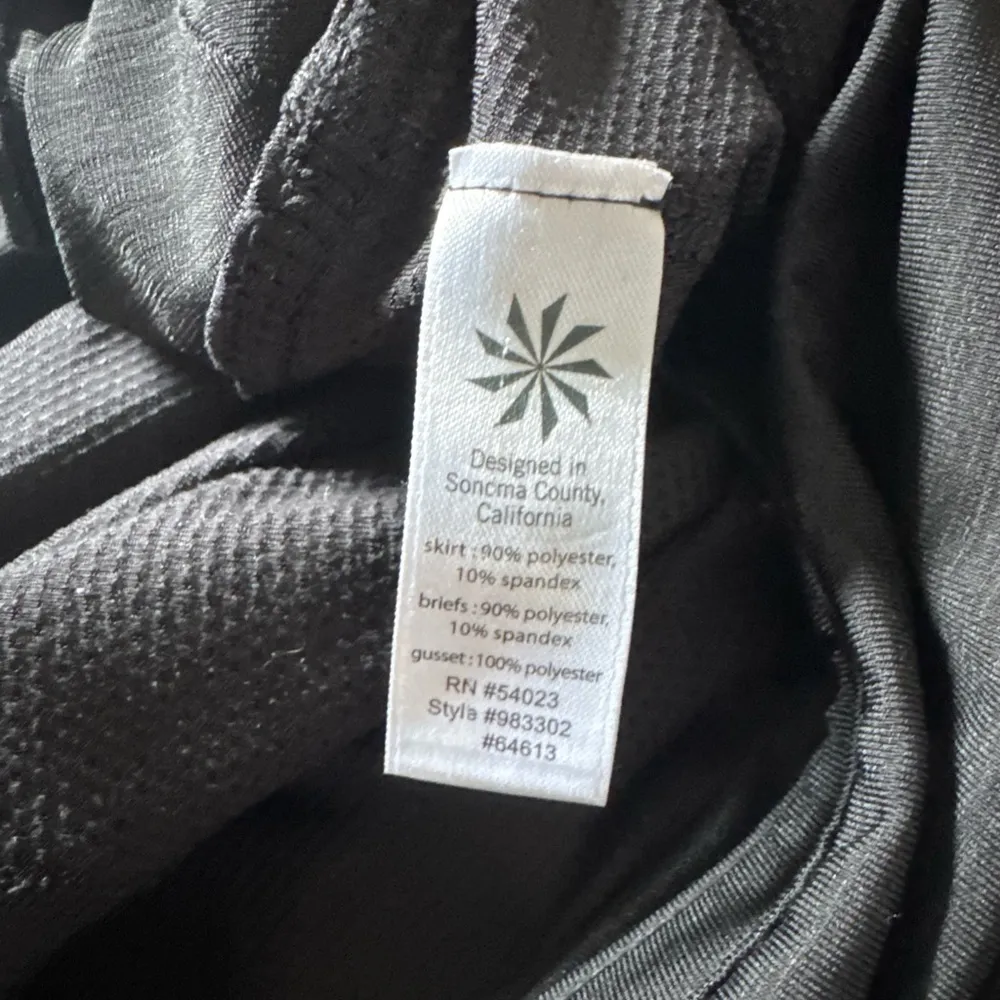 Designed in
Sonoma County,
California
skirt : 90% polyester,
10% spandex
briefs : 90% polyester,
10% spandex
gusset : 100% polyester
RN #54023
Style #983302
#64613